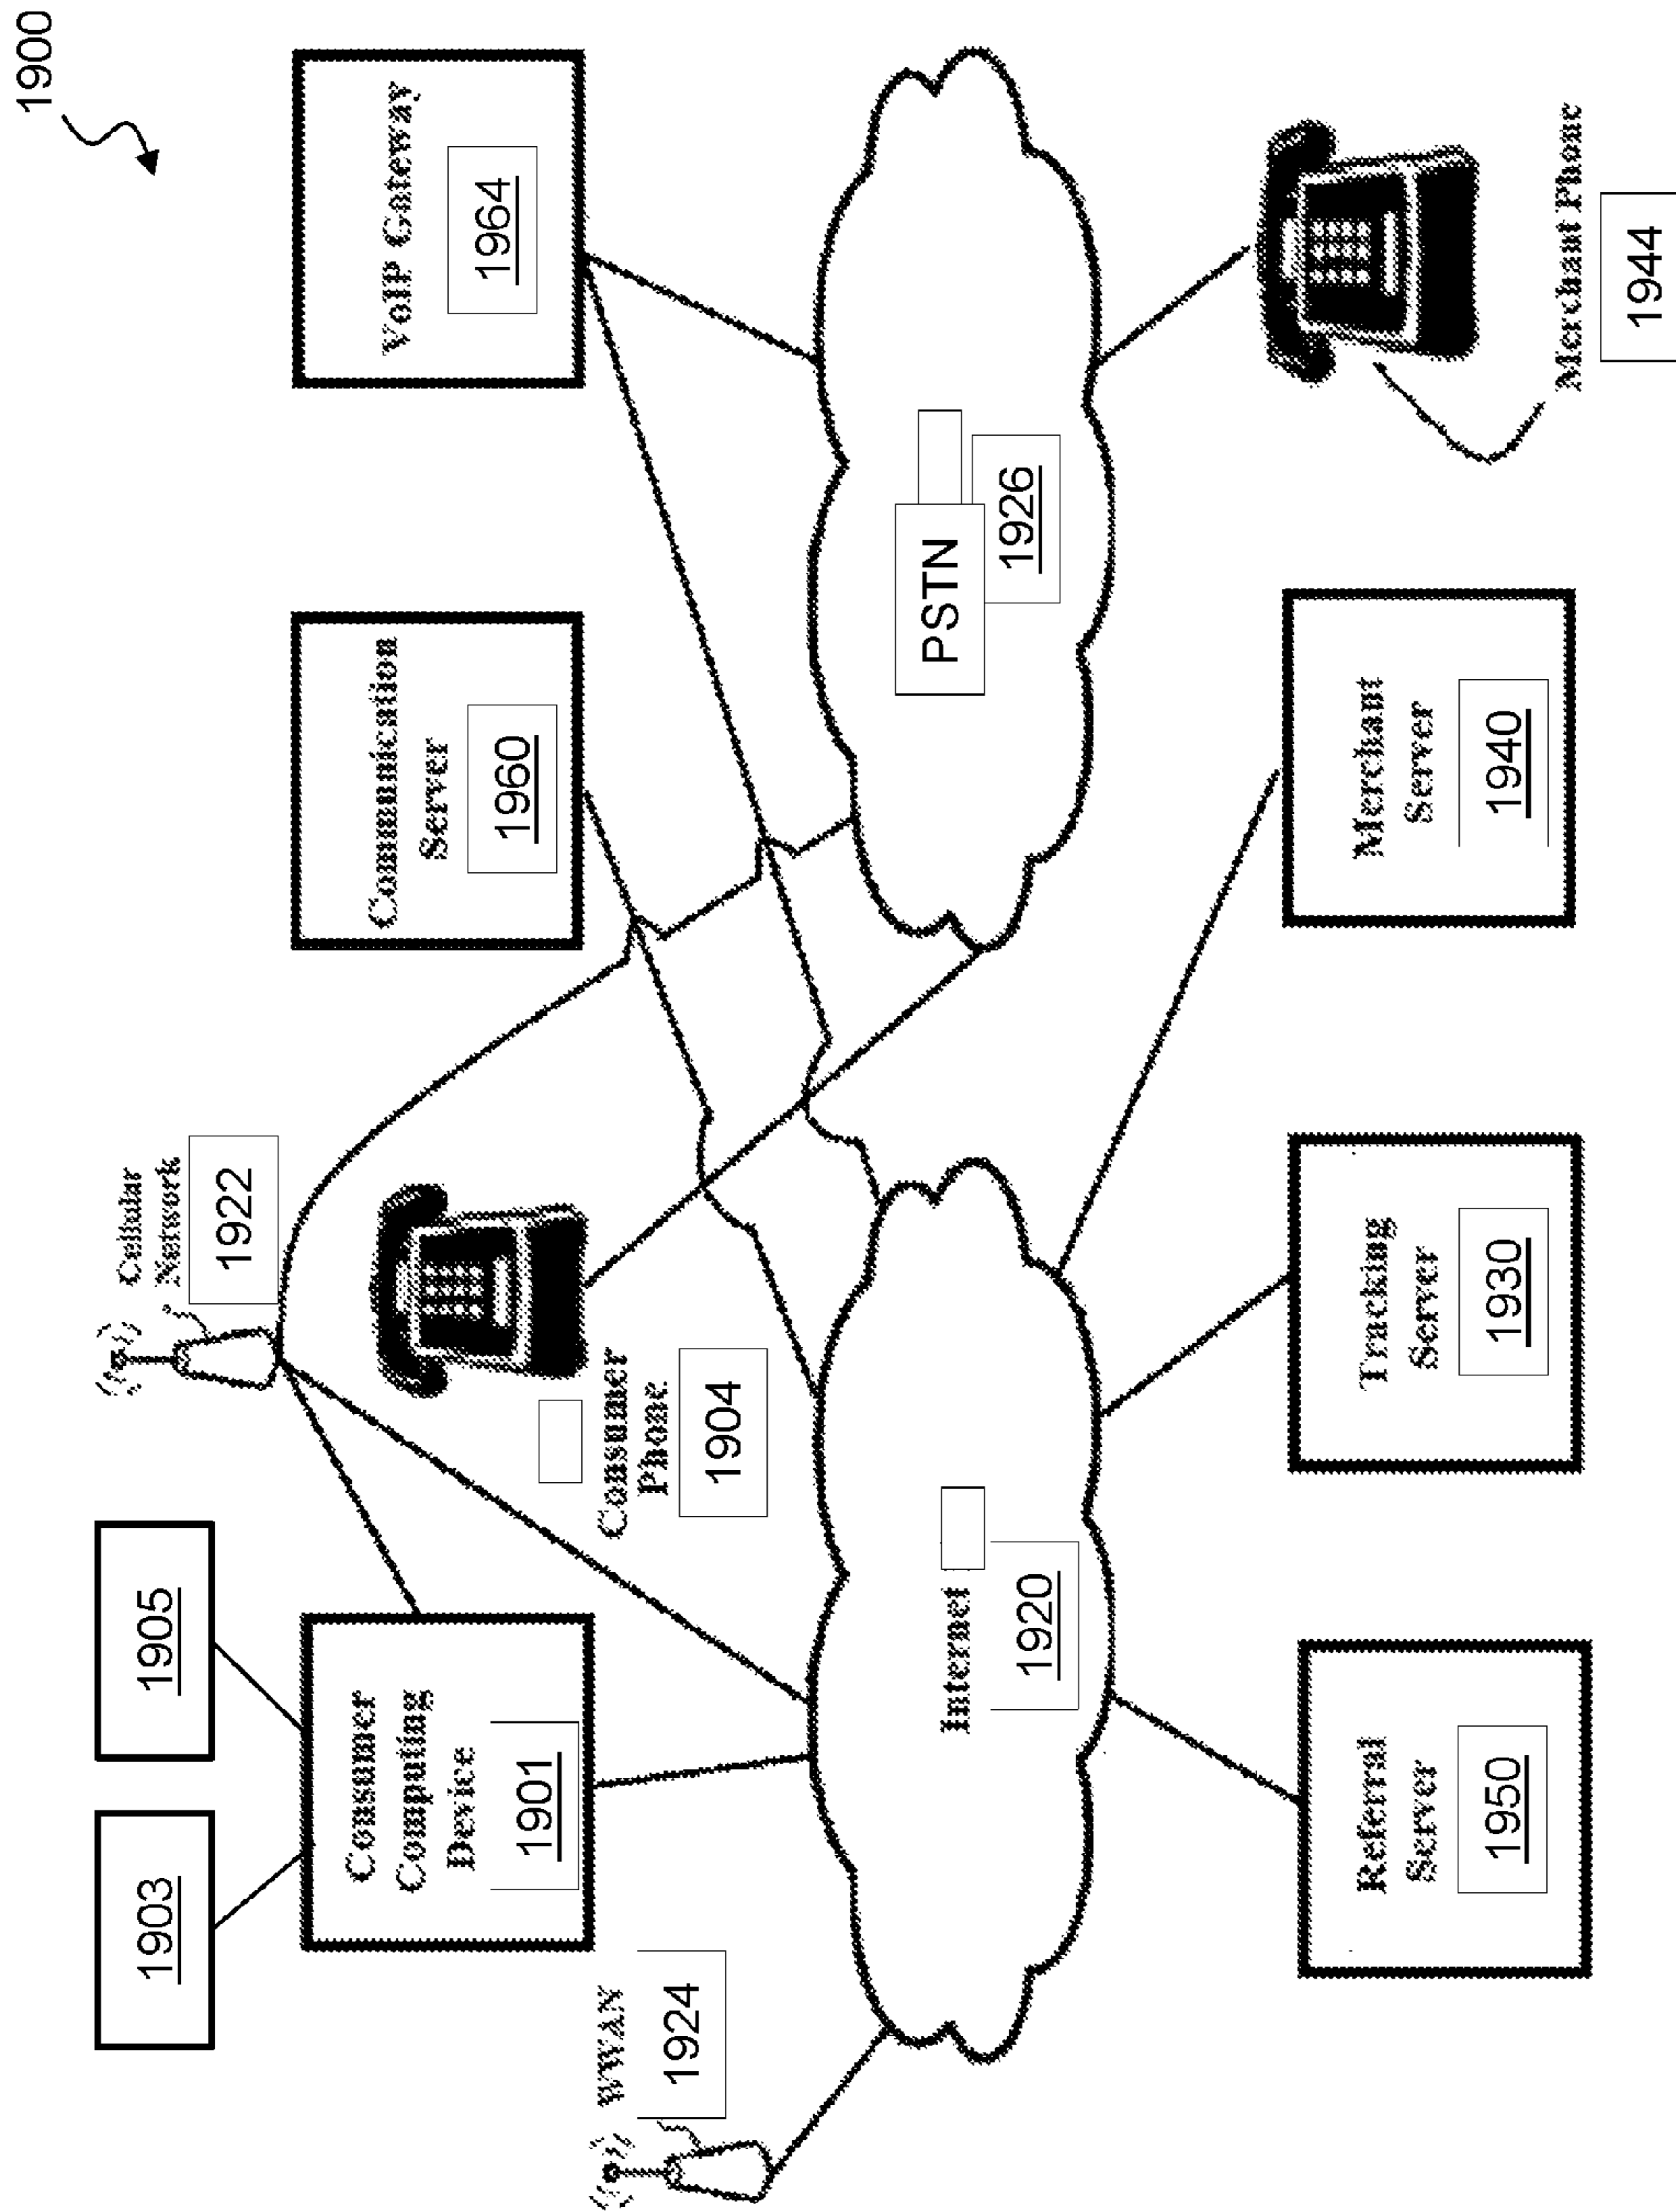 1900
1903
1905
Cellular
Network
1922
Consumer
Computing
Device
1901
Communication
Server
1960
VoIP Gateway
1964
WWAN
1924
Consumer
Phone
1904
Internet
1920
PSTN
1926
Referral
Server
1950
Tracking
Server
1930
Merchant
Server
1940
Merchant Phone
1944